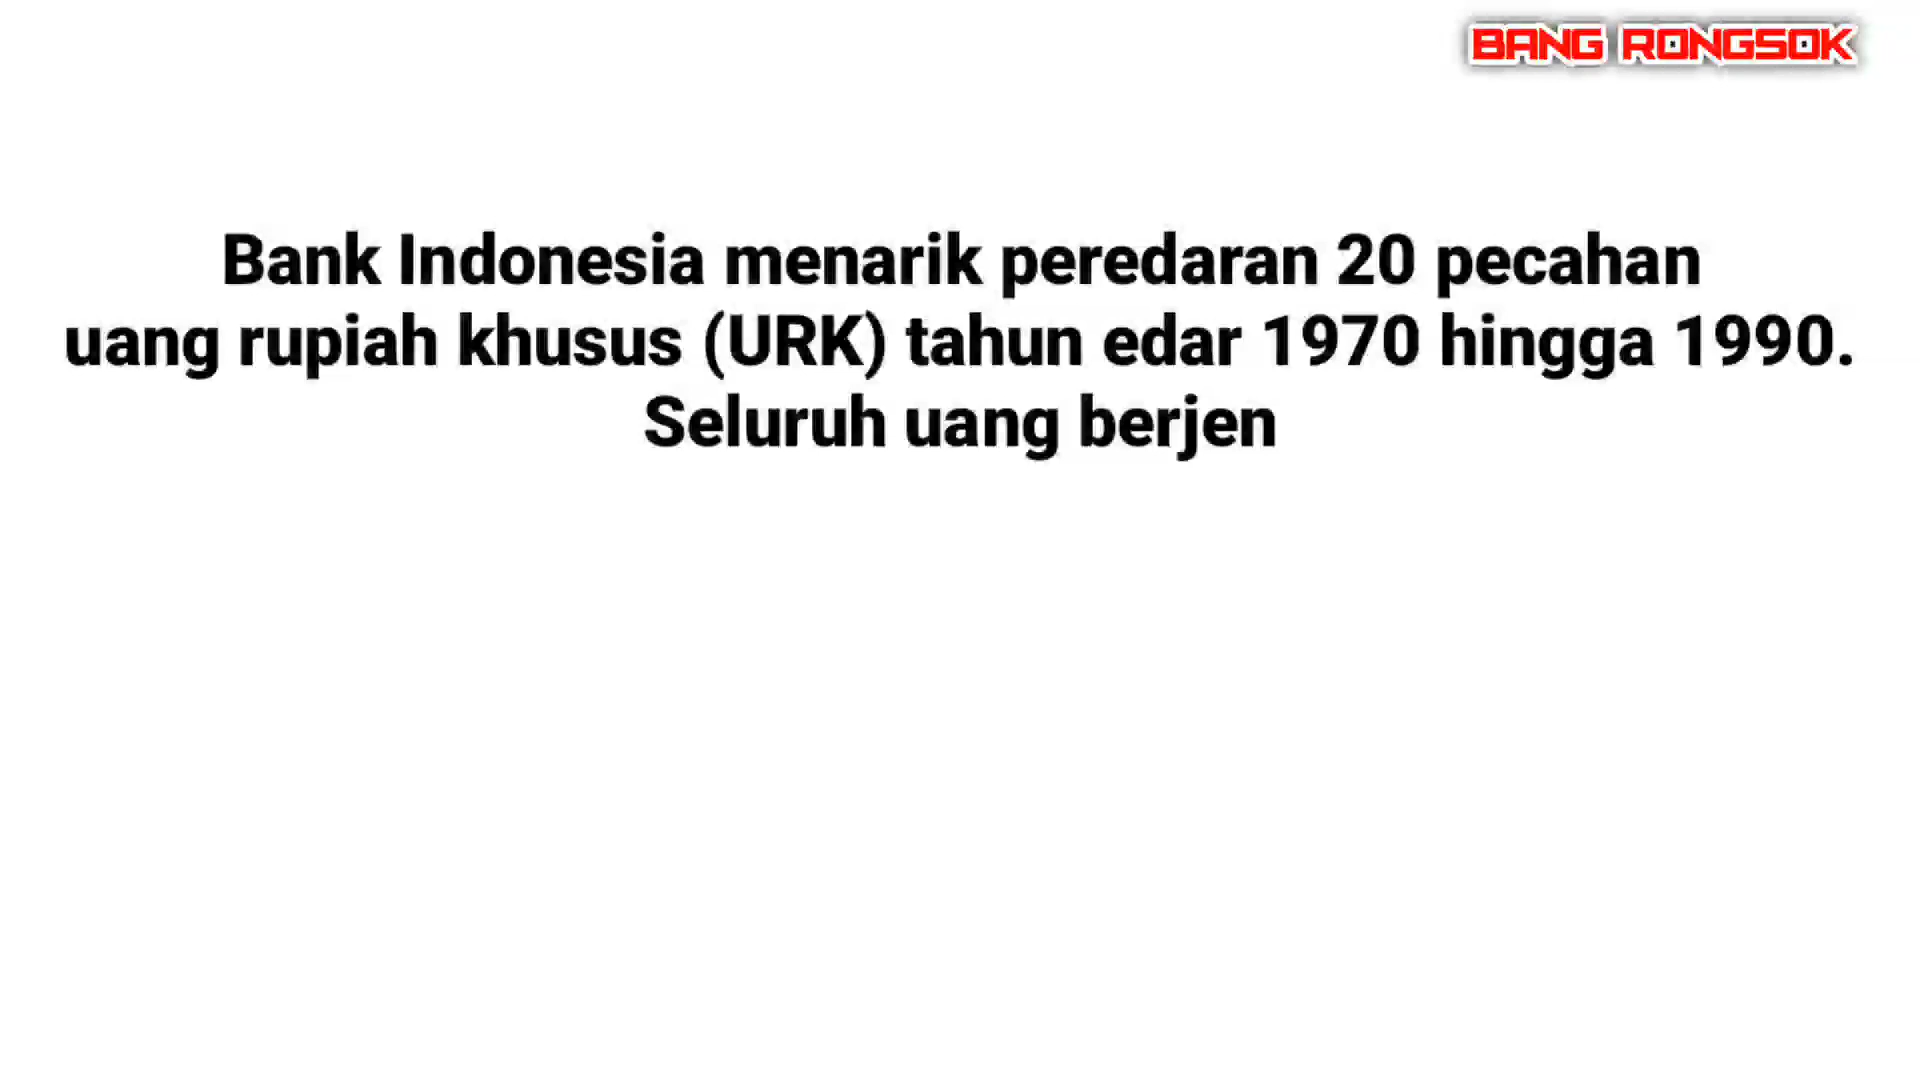 BANG RONGSOK
Bank Indonesia menarik peredaran 20 pecahan
uang rupiah khusus (URK) tahun edar 1970 hingga 1990.
Seluruh uang berjen